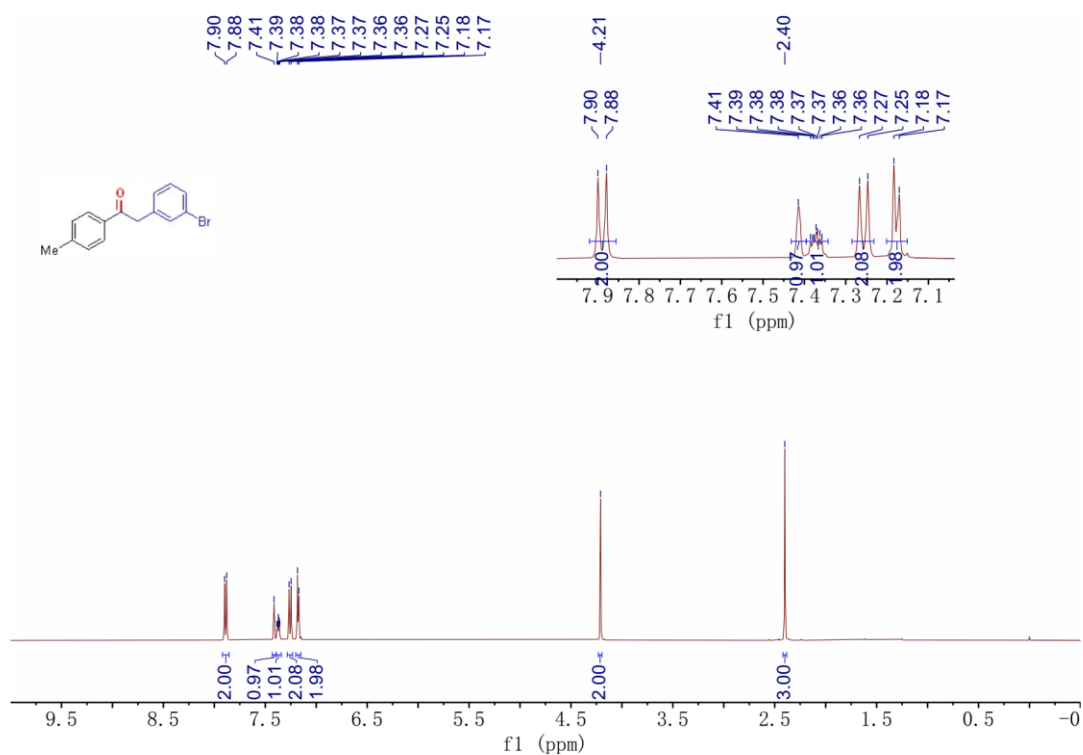 7.90 7.88 7.41 7.39 7.38 7.38 7.37 7.37 7.36 7.36 7.27 7.25 7.18 7.17
4.21
2.40
7.90 7.88 7.41 7.39 7.38 7.38 7.37 7.37 7.36 7.36 7.27 7.25 7.18 7.17
2.00 0.97 1.01 2.08 1.98
7.9 7.8 7.7 7.6 7.5 7.4 7.3 7.2 7.1
f1 (ppm)
O
Br
Me
2.00 0.97 1.01 2.08 1.98 2.00 3.00
9.5 8.5 7.5 6.5 5.5 4.5 3.5 2.5 1.5 0.5 -0
f1 (ppm)